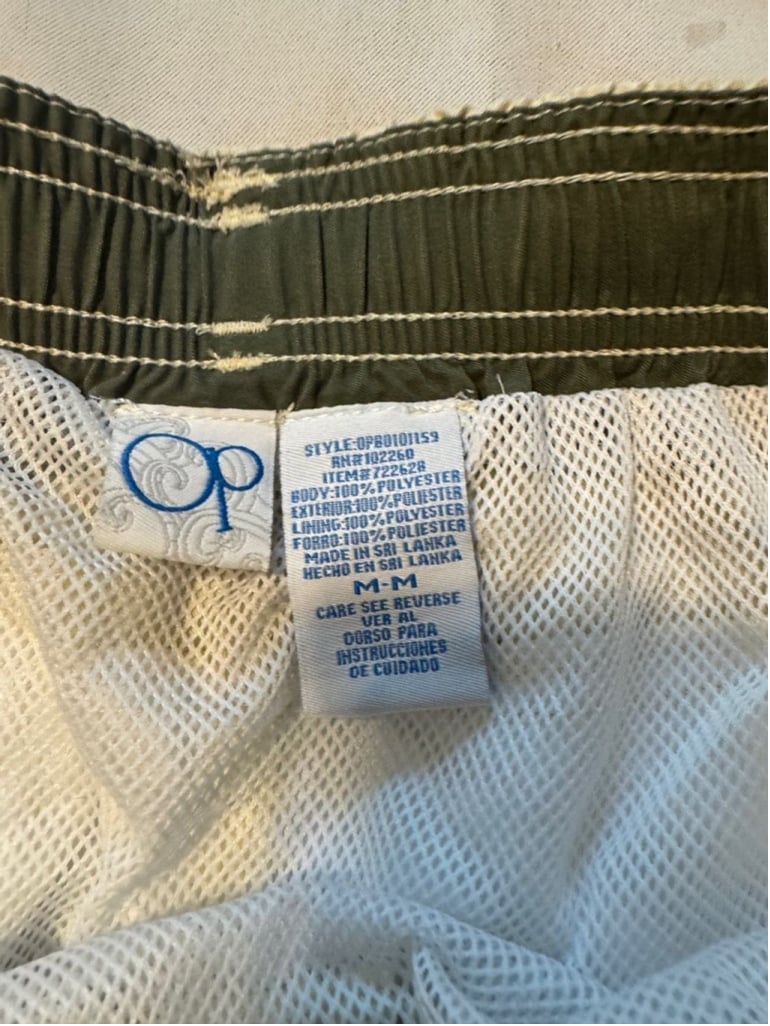 Op
STYLE:OPB0101159
RN#102260
ITEM#722628
BODY:100%POLYESTER
EXTERIOR:100%POLIESTER
LINING:100%POLYESTER
FORRO:100%POLIESTER
MADE IN SRI LANKA
HECHO EN SRI LANKA
M-M
CARE SEE REVERSE
VER AL
DORSO PARA
INSTRUCCIONES
DE CUIDADO